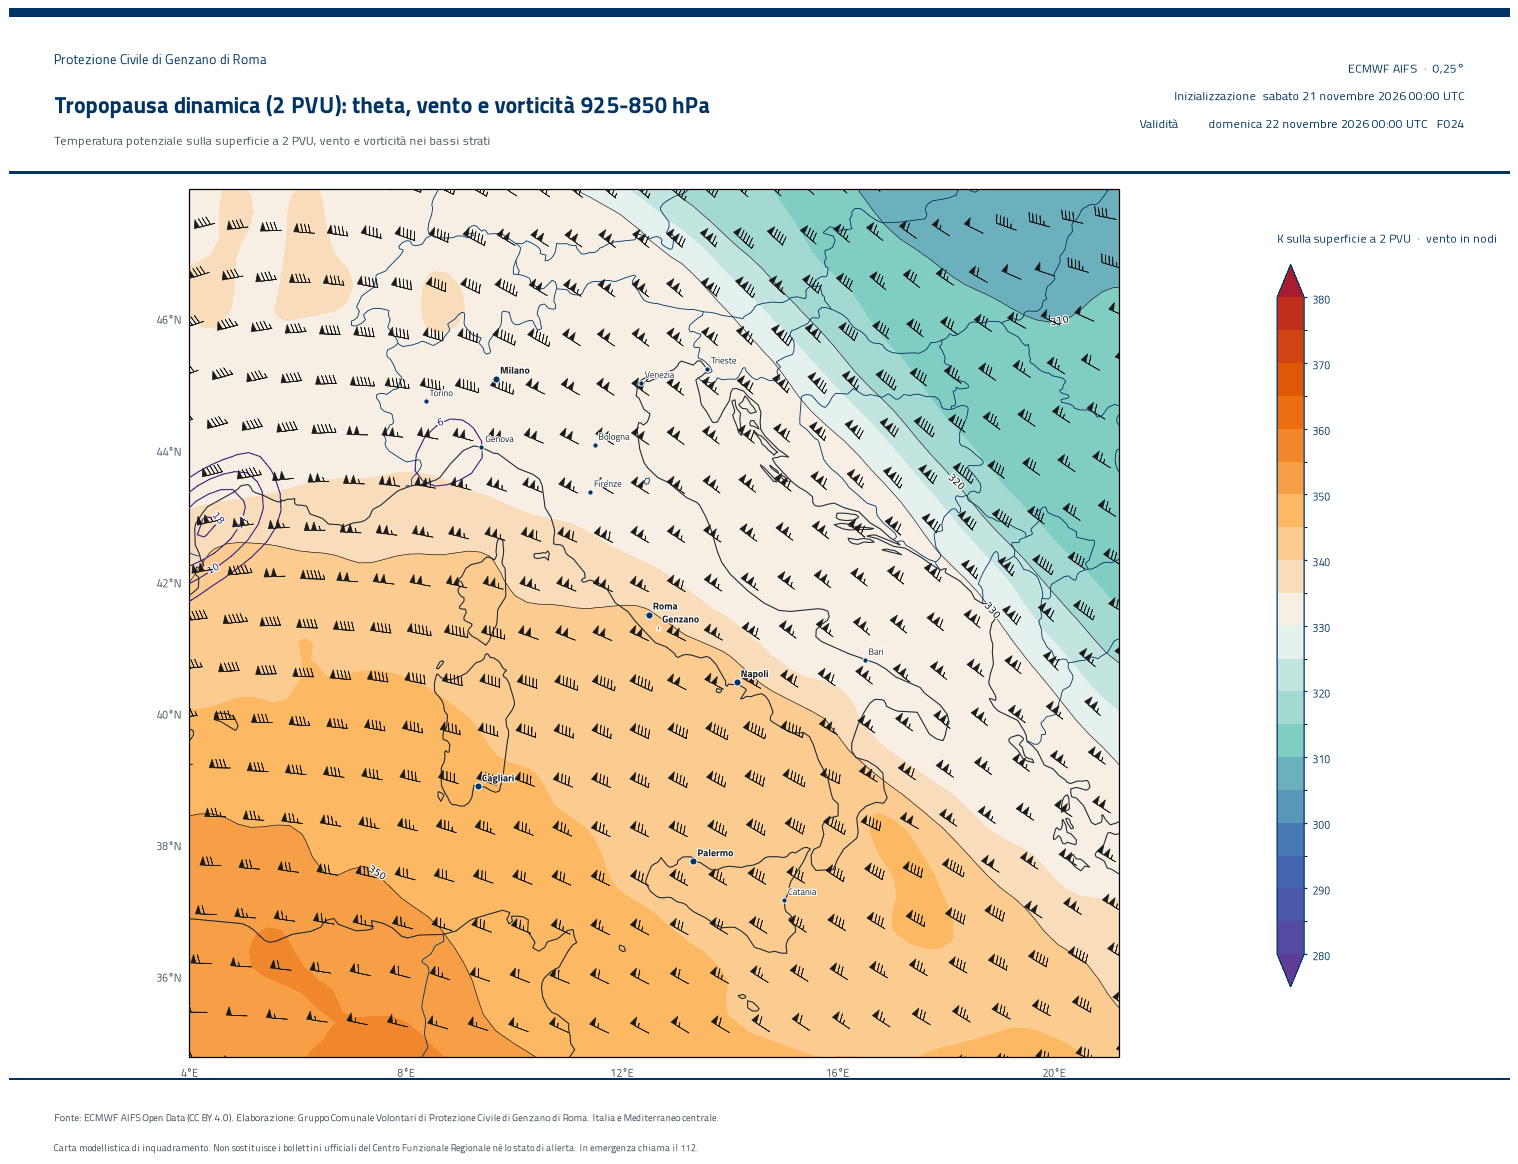 Protezione Civile di Genzano di Roma
Tropopausa dinamica (2 PVU): theta, vento e vorticità 925-850 hPa
Temperatura potenziale sulla superficie a 2 PVU, vento e vorticità nei bassi strati
ECMWF AIFS · 0,25°
Inizializzazione sabato 21 novembre 2026 00:00 UTC
Validità domenica 22 novembre 2026 00:00 UTC F024
K sulla superficie a 2 PVU · vento in nodi
380
370
360
350
340
330
320
310
300
290
280
46°N
44°N
42°N
40°N
38°N
36°N
4°E
8°E
12°E
16°E
20°E
310
Trieste
Milano
Venezia
Torino
6
Genova
Bologna
Firenze
320
18
10
330
Roma
Genzano
Bari
Napoli
Cagliari
Palermo
350
Catania
Fonte: ECMWF AIFS Open Data (CC BY 4.0). Elaborazione: Gruppo Comunale Volontari di Protezione Civile di Genzano di Roma. Italia e Mediterraneo centrale.
Carta modellistica di inquadramento. Non sostituisce i bollettini ufficiali del Centro Funzionale Regionale né lo stato di allerta. In emergenza chiama il 112.